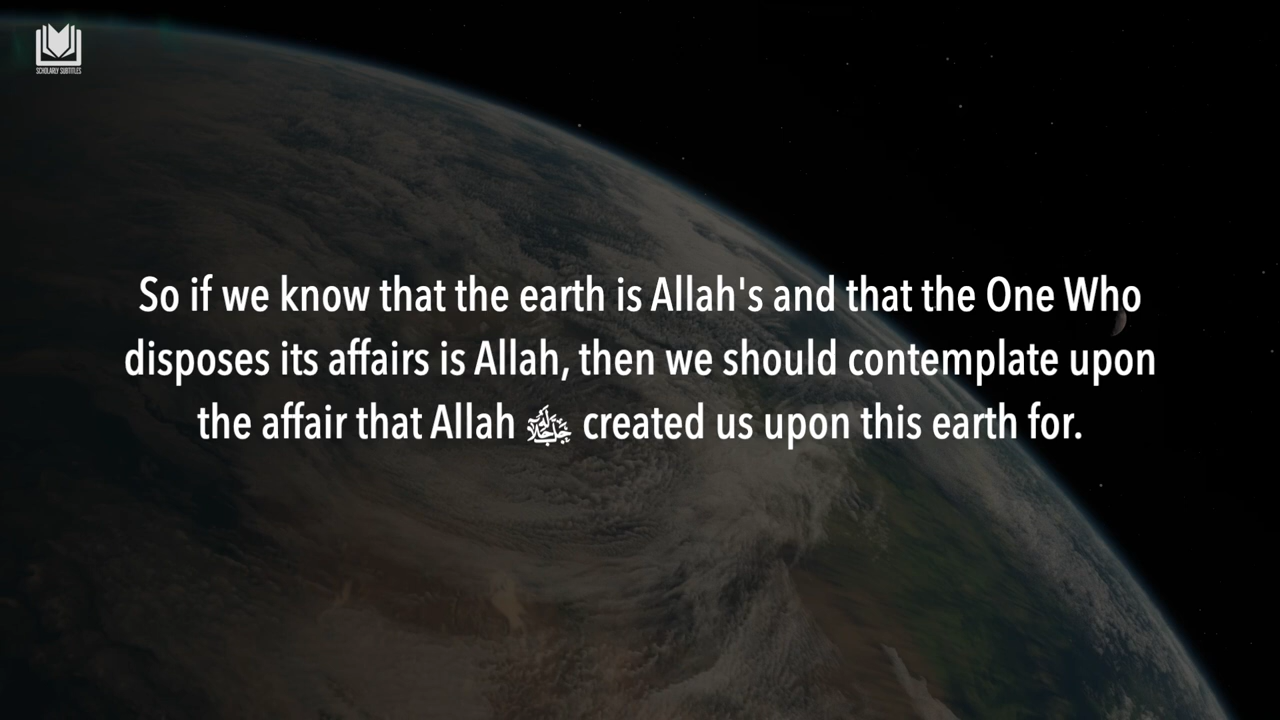 SCHOLARLY SUBTITLES
So if we know that the earth is Allah's and that the One Who
disposes its affairs is Allah, then we should contemplate upon
the affair that Allah ﷻ created us upon this earth for.